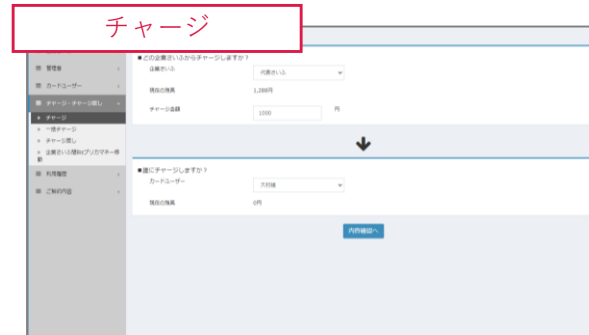 チャージ
管理者
カードユーザー
チャージ・チャージ戻し
チャージ
一括チャージ
チャージ戻し
動
利用履歴
ご契約内容
■どの企業さいふからチャージしますか？
企業さいふ
代表さいふ
現在の残高
チャージ金額
1000
円
■誰にチャージしますか？
カードユーザー
現在の残高
0円
内容確認へ